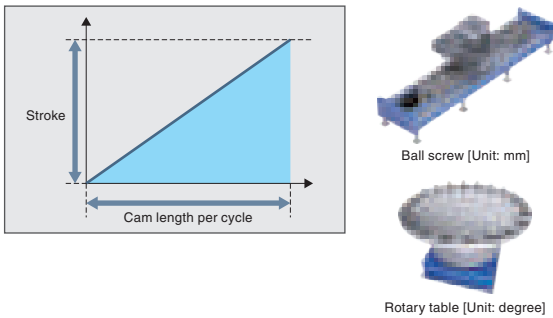 Stroke
Cam length per cycle
Ball screw [Unit: mm]
Rotary table [Unit: degree]